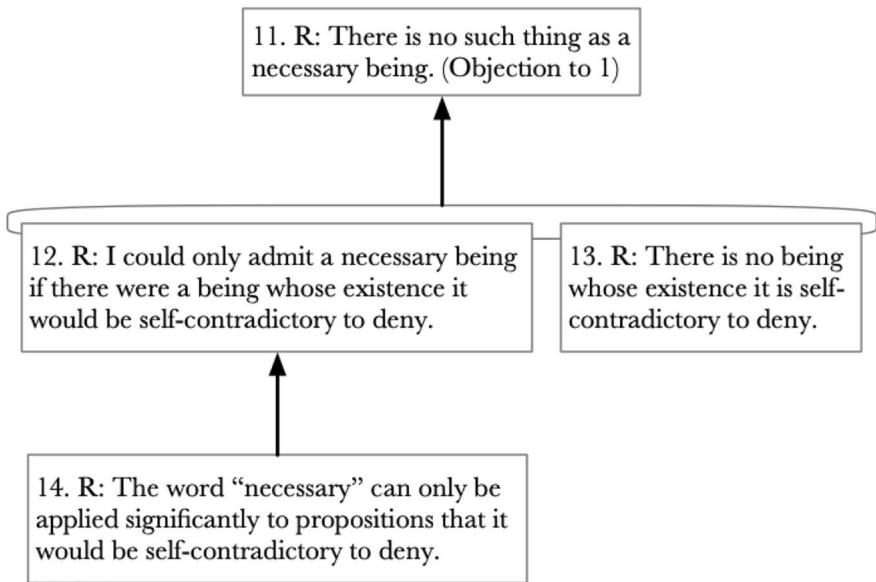 11. R: There is no such thing as a
necessary being. (Objection to 1)
12. R: I could only admit a necessary being
if there were a being whose existence it
would be self-contradictory to deny.
13. R: There is no being
whose existence it is self-
contradictory to deny.
14. R: The word “necessary” can only be
applied significantly to propositions that it
would be self-contradictory to deny.